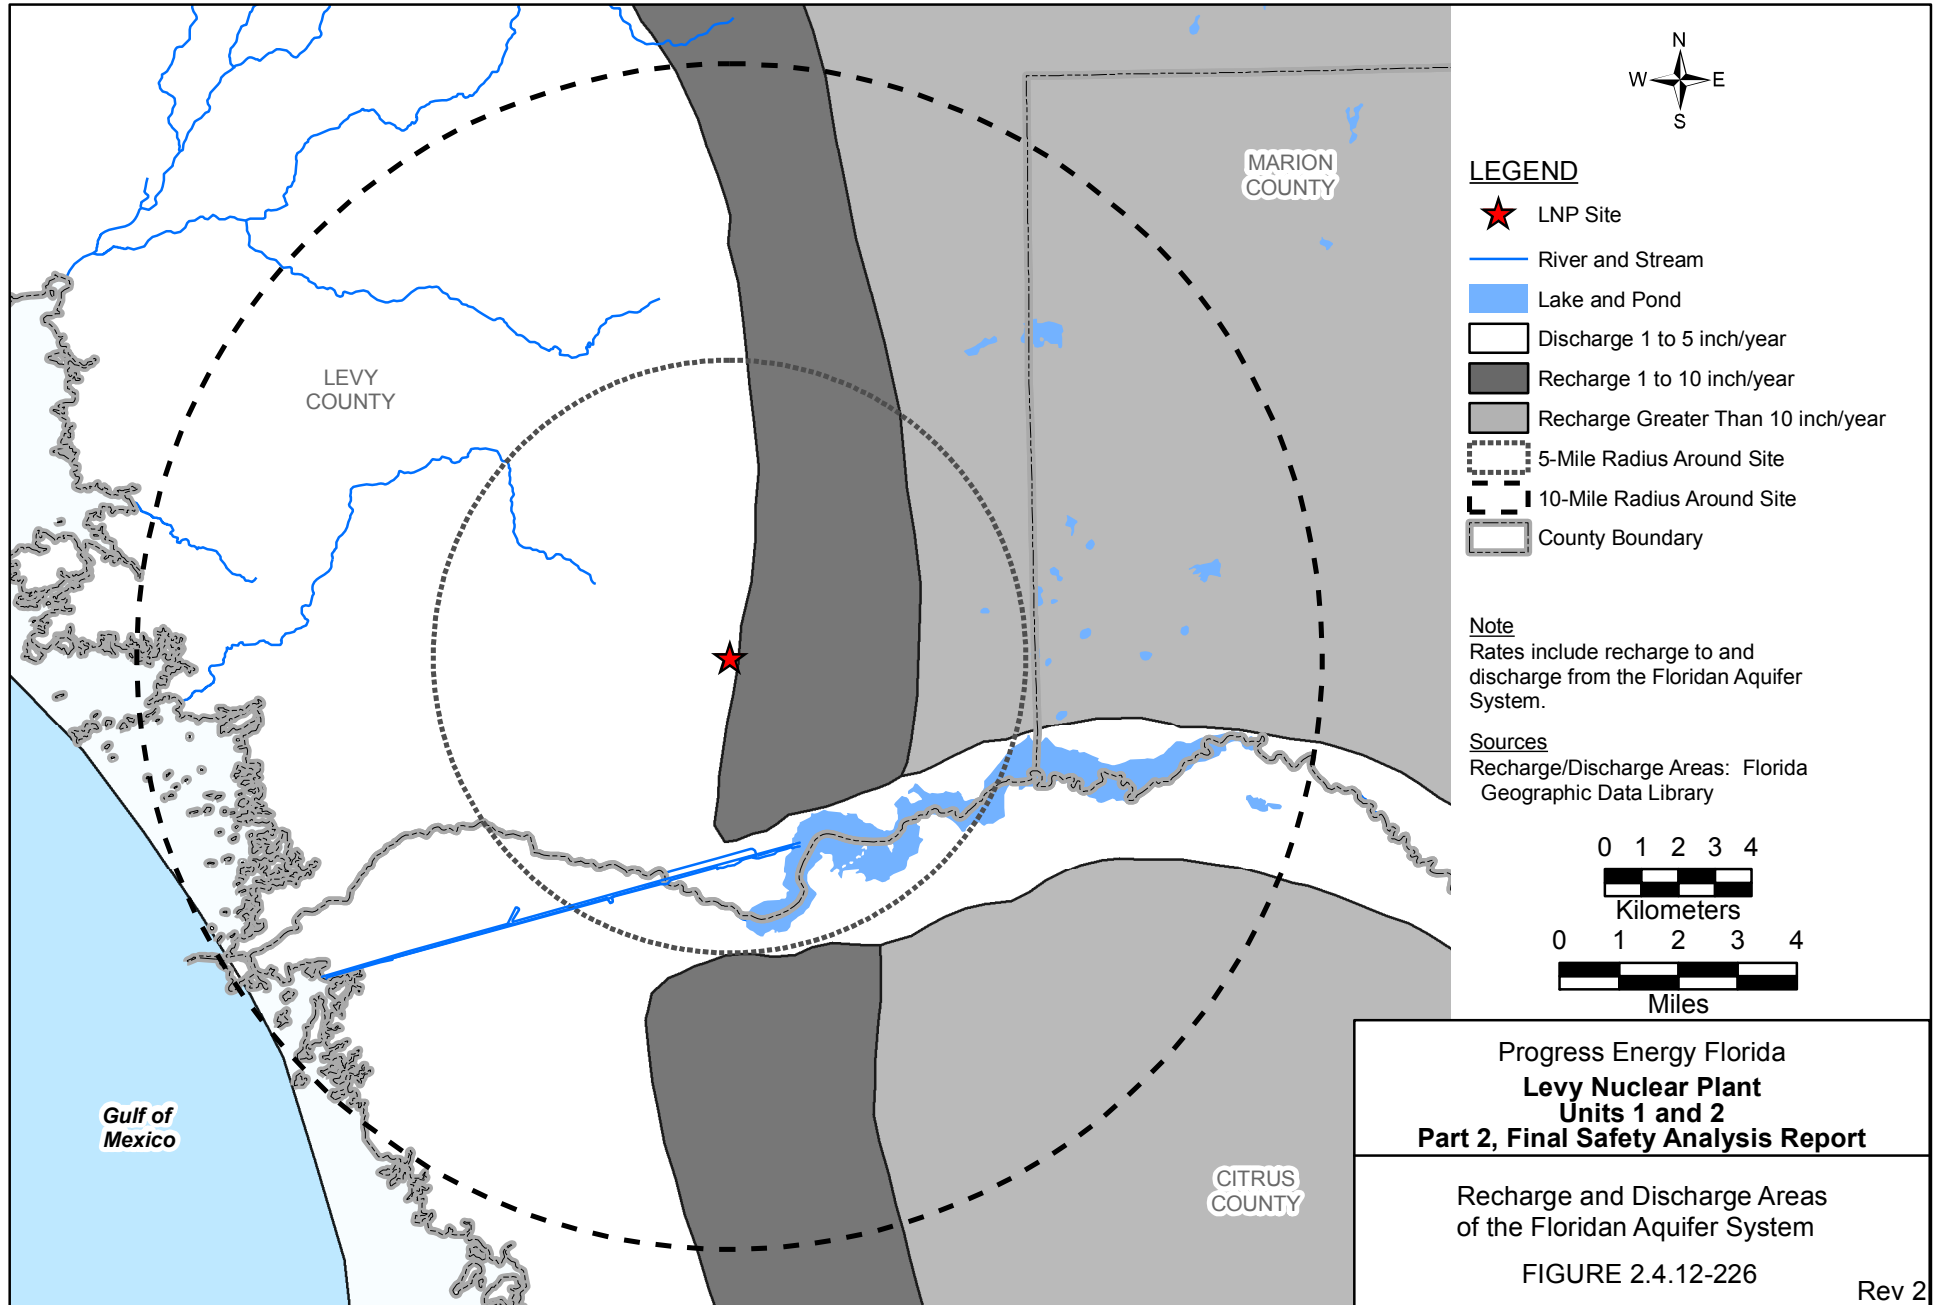 MARION
COUNTY
LEVY
COUNTY
Gulf of
Mexico
CITRUS
COUNTY
N
W E
S
LEGEND
LNP Site
River and Stream
Lake and Pond
Discharge 1 to 5 inch/year
Recharge 1 to 10 inch/year
Recharge Greater Than 10 inch/year
5-Mile Radius Around Site
10-Mile Radius Around Site
County Boundary
Note
Rates include recharge to and
discharge from the Floridan Aquifer
System.
Sources
Recharge/Discharge Areas: Florida
Geographic Data Library
0 1 2 3 4
Kilometers
0 1 2 3 4
Miles
Progress Energy Florida
Levy Nuclear Plant
Units 1 and 2
Part 2, Final Safety Analysis Report
Recharge and Discharge Areas
of the Floridan Aquifer System
FIGURE 2.4.12-226
Rev 2